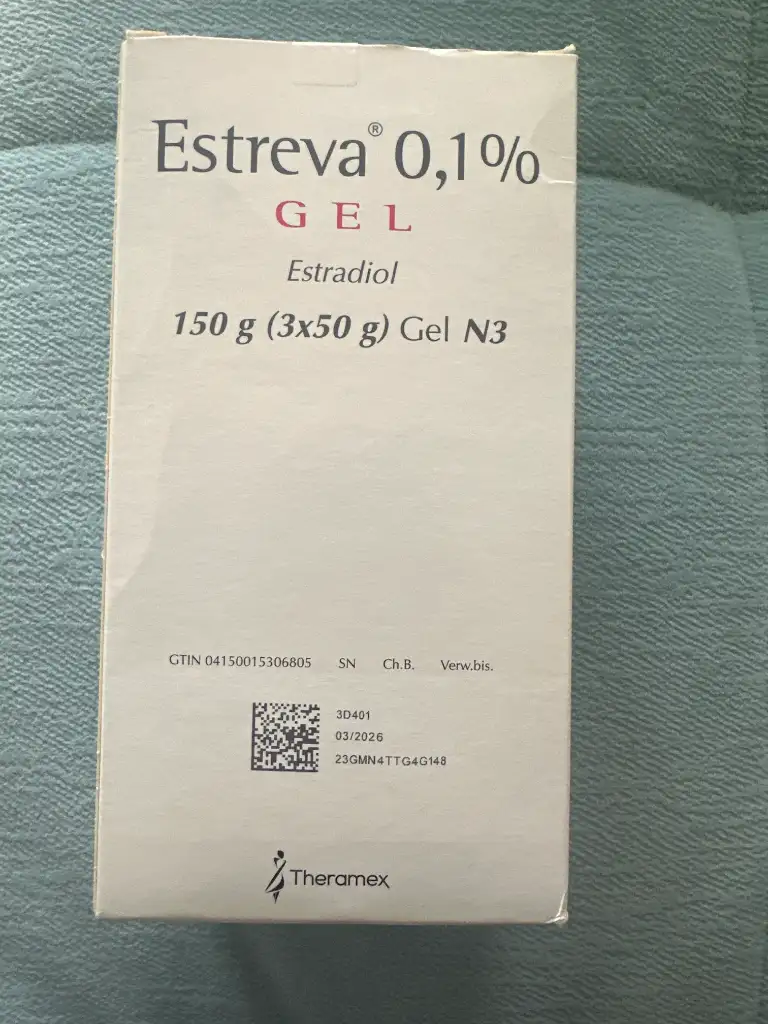 Estreva® 0,1%
GEL
Estradiol
150 g (3x50 g) Gel N3
GTIN 04150015306805 SN Ch.B. Verw.bis.
3D401
03/2026
23GMN4TTG4G148
Theramex